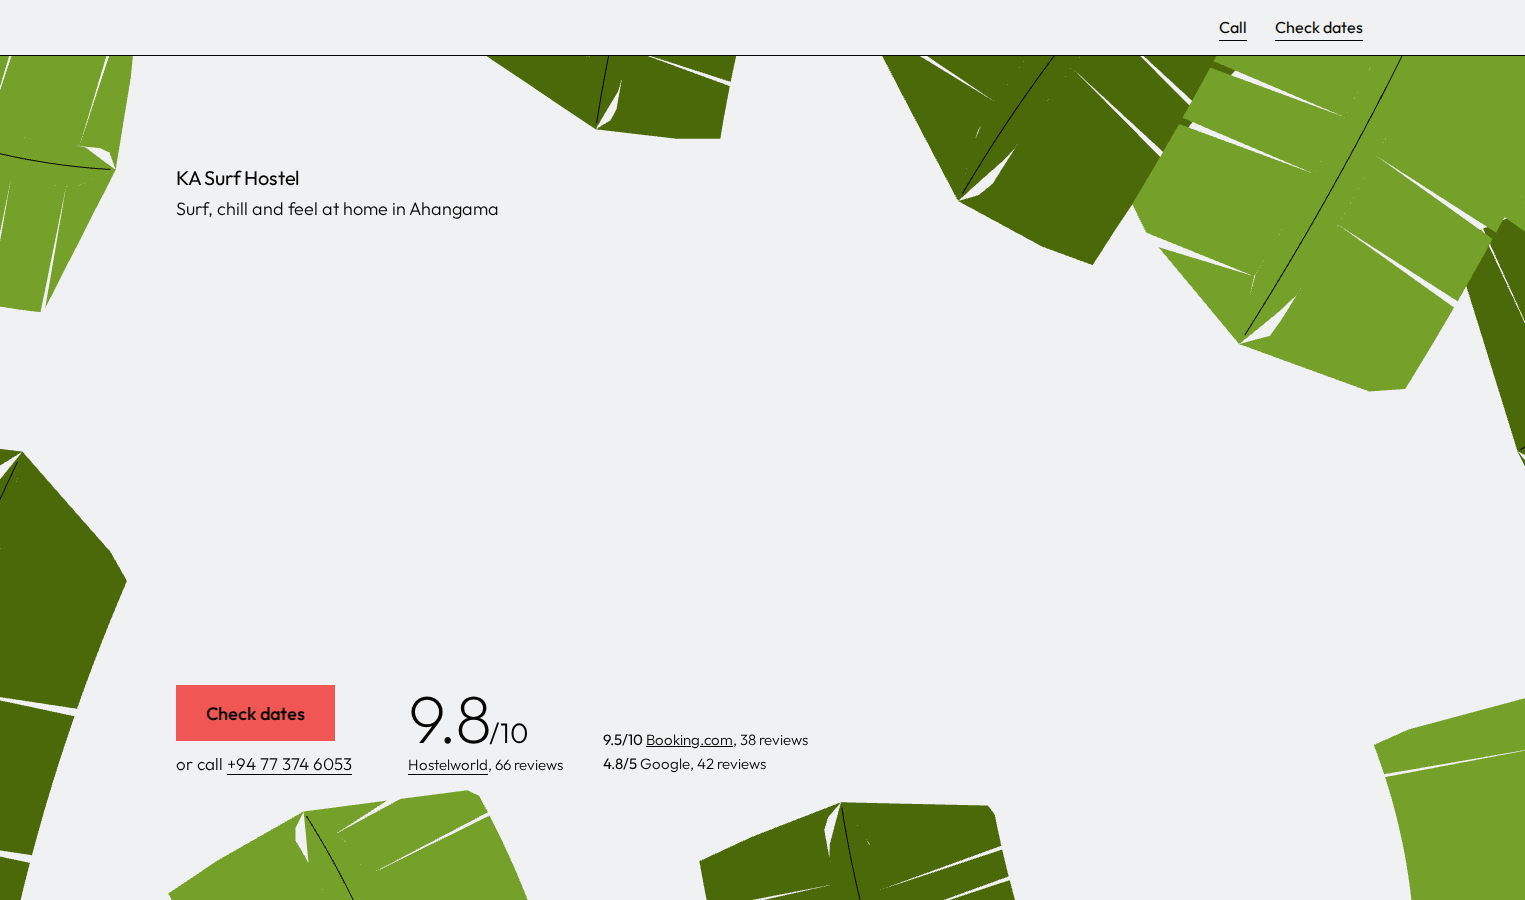 Call
Check dates
KA Surf Hostel
Surf, chill and feel at home in Ahangama
Check dates
or call +94 77 374 6053
9.8/10
Hostelworld, 66 reviews
9.5/10 Booking.com, 38 reviews
4.8/5 Google, 42 reviews